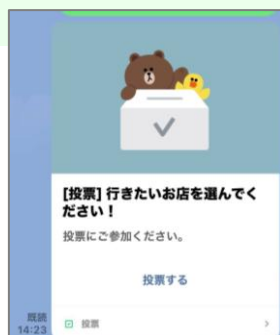 [投票] 行きたいお店を選んでく
ださい！
投票にご参加ください。
投票する
既読
14:23
投票